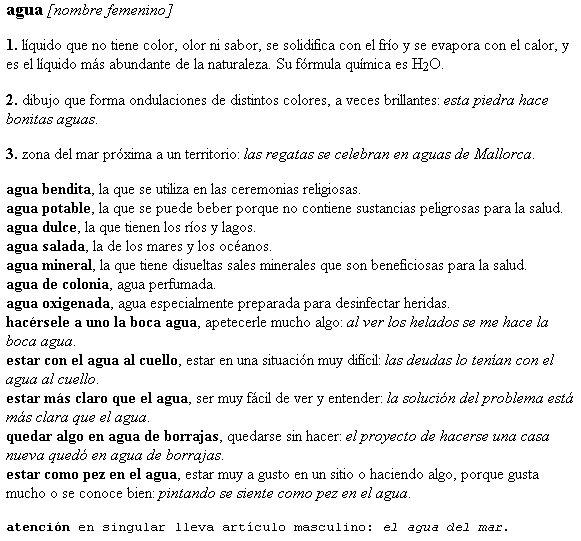 agua [nombre femenino]
1. líquido que no tiene color, olor ni sabor, se solidifica con el frío y se evapora con el calor, y
es el líquido más abundante de la naturaleza. Su fórmula química es H2O.
2. dibujo que forma ondulaciones de distintos colores, a veces brillantes: esta piedra hace
bonitas aguas.
3. zona del mar próxima a un territorio: las regatas se celebran en aguas de Mallorca.
agua bendita, la que se utiliza en las ceremonias religiosas.
agua potable, la que se puede beber porque no contiene sustancias peligrosas para la salud.
agua dulce, la que tienen los ríos y lagos.
agua salada, la de los mares y los océanos.
agua mineral, la que tiene disueltas sales minerales que son beneficiosas para la salud.
agua de colonia, agua perfumada.
agua oxigenada, agua especialmente preparada para desinfectar heridas.
hacérsele a uno la boca agua, apetecerle mucho algo: al ver los helados se me hace la
boca agua.
estar con el agua al cuello, estar en una situación muy difícil: las deudas lo tenían con el
agua al cuello.
estar más claro que el agua, ser muy fácil de ver y entender: la solución del problema está
más clara que el agua.
quedar algo en agua de borrajas, quedarse sin hacer: el proyecto de hacerse una casa
nueva quedó en agua de borrajas.
estar como pez en el agua, estar muy a gusto en un sitio o haciendo algo, porque gusta
mucho o se conoce bien: pintando se siente como pez en el agua.
atención en singular lleva artículo masculino: el agua del mar.